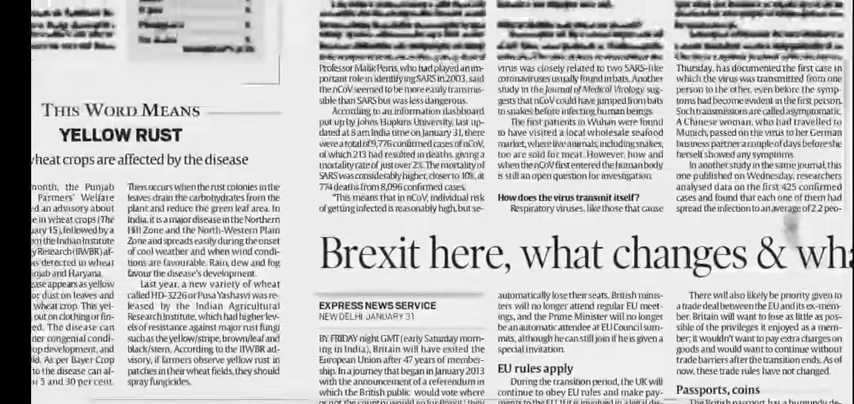 THIS WORD MEANS
YELLOW RUST
wheat crops are affected by the disease
month, the Punjab
Farmers' Welfare
ed an advisory about
e in wheat crops (The
uary 15), followed by a
om the Indian Institute
y Research (IIWBR) af-
as detected in wheat
njab and Haryana.
ease appears as yellow
or dust on leaves and
wheat crop. This yel-
out on clothing or fin-
ed. The disease can
der congenial condi-
up development, and
ld. As per Bayer Crop
to the disease can af-
n 5 and 30 per cent.
This occurs when the rust colonies in the
leaves drain the carbohydrates from the
plant and reduce the green leaf area. In
India, it is a major disease in the Northern
Hill Zone and the North-Western Plain
Zone and spreads easily during the onset
of cool weather and when wind condi-
tions are favourable. Rain, dew and fog
favour the disease's development.
Last year, a new variety of wheat
called HD-3226 or Pusa Yashasvi was re-
leased by the Indian Agricultural
Research Institute, which had higher lev-
els of resistance against major rust fungi
such as the yellow/stripe, brown/leaf and
black/stem. According to the IIWBR ad-
visory, if farmers observe yellow rust in
patches in their wheat fields, they should
spray fungicides.
Professor Malik Peiris, who had played an im-
portant role in identifying SARS in 2003, said
the nCoV seemed to be more easily transmis-
sible than SARS but was less dangerous.
According to an information dashboard
put up by Johns Hopkins University, last up-
dated at 8 am India time on January 31, there
were a total of 9,776 confirmed cases of nCoV,
of which 213 had resulted in deaths, giving a
mortality rate of just over 2%. The mortality of
SARS was considerably higher, closer to 10%, at
774 deaths from 8,096 confirmed cases.
"This means that in nCoV, individual risk
of getting infected is reasonably high, but se-
virus was closely related to two SARS-like
coronaviruses usually found in bats. Another
study in the Journal of Medical Virology sug-
gests that nCoV could have jumped from bats
to snakes before infecting human beings.
The first patients in Wuhan were found
to have visited a local wholesale seafood
market, where live animals, including snakes,
too are sold for meat. However, how and
when the nCoV first entered the human body
is still an open question for investigation.
How does the virus transmit itself?
Respiratory viruses, like those that cause
Thursday, has documented the first case in
which the virus was transmitted from one
person to the other, even before the symp-
toms had become evident in the first person.
Such transmissions are called asymptomatic.
A Chinese woman, who had travelled to
Munich, passed on the virus to her German
business partner a couple of days before she
herself showed any symptoms.
In another study in the same journal, this
one published on Wednesday, researchers
analysed data on the first 425 confirmed
cases and found that each one of them had
spread the infection to an average of 2.2 peo-
Brexit here, what changes & wha
EXPRESS NEWS SERVICE
NEW DELHI, JANUARY 31
BY FRIDAY night GMT (early Saturday morn-
ing in India), Britain will have exited the
European Union after 47 years of member-
ship. In a journey that began in January 2013
with the announcement of a referendum in
which the British public would vote where
automatically lose their seats. British minis-
ters will no longer attend regular EU meet-
ings, and the Prime Minister will no longer
be an automatic attendee at EU Council sum-
mits, although he can still join if he is given a
special invitation.
EU rules apply
During the transition period, the UK will
continue to obey EU rules and make pay-
There will also likely be priority given to
a trade deal between the EU and its ex-mem-
ber. Britain will want to lose as little as pos-
sible of the privileges it enjoyed as a mem-
ber; it wouldn't want to pay extra charges on
goods and would want to continue without
trade barriers after the transition ends. As of
now, these trade rules have not changed.
Passports, coins
The British passport has a burgundy de-